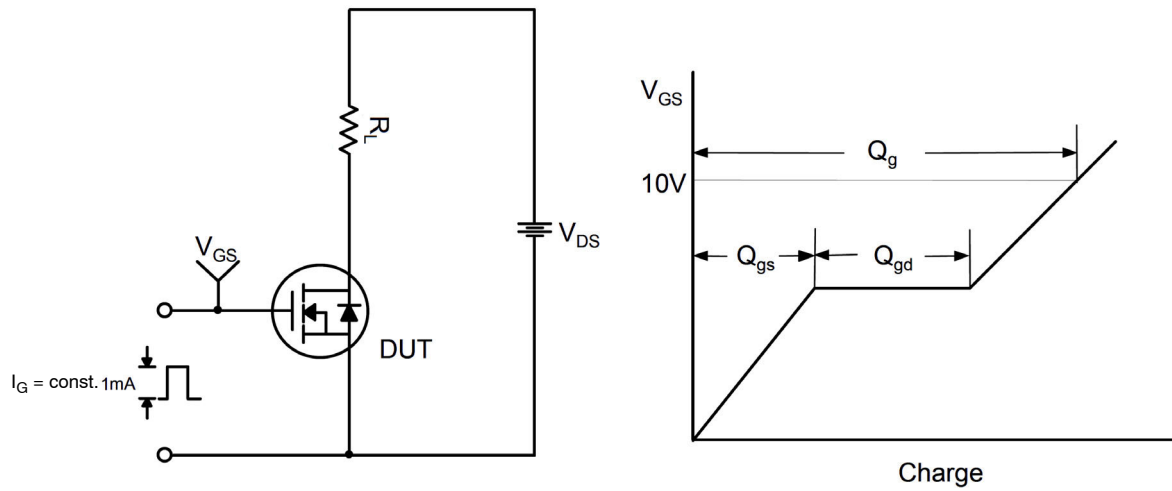 R_L
V_DS
V_GS
DUT
I_G = const. 1mA
V_GS
Q_g
10V
Q_gs
Q_gd
Charge